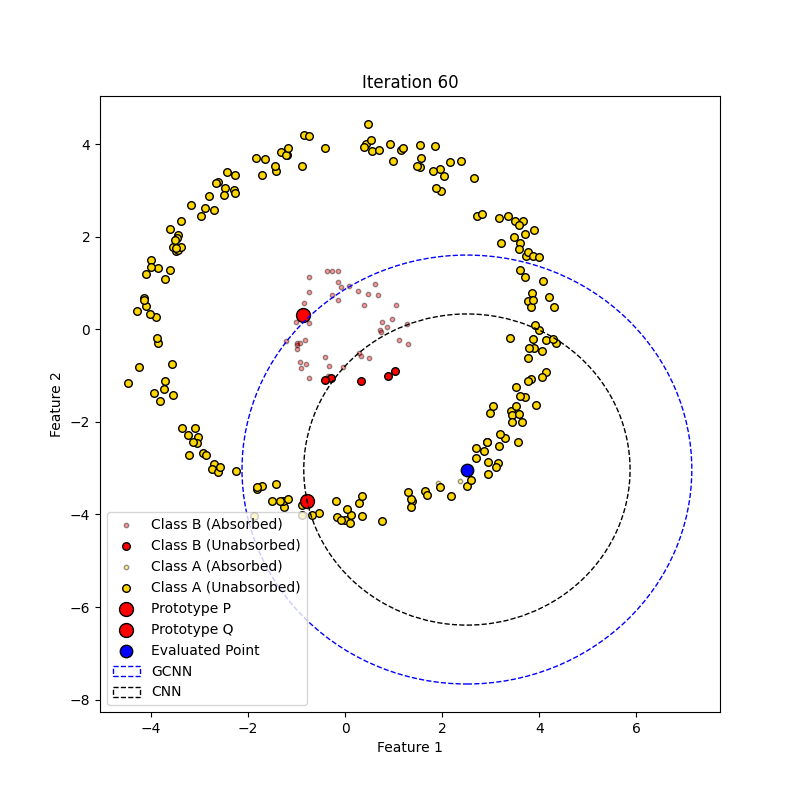 Iteration 60
Feature 2
4
2
0
−2
−4
−6
−8
Class B (Absorbed)
Class B (Unabsorbed)
Class A (Absorbed)
Class A (Unabsorbed)
Prototype P
Prototype Q
Evaluated Point
GCNN
CNN
−4 −2 0 2 4 6
Feature 1